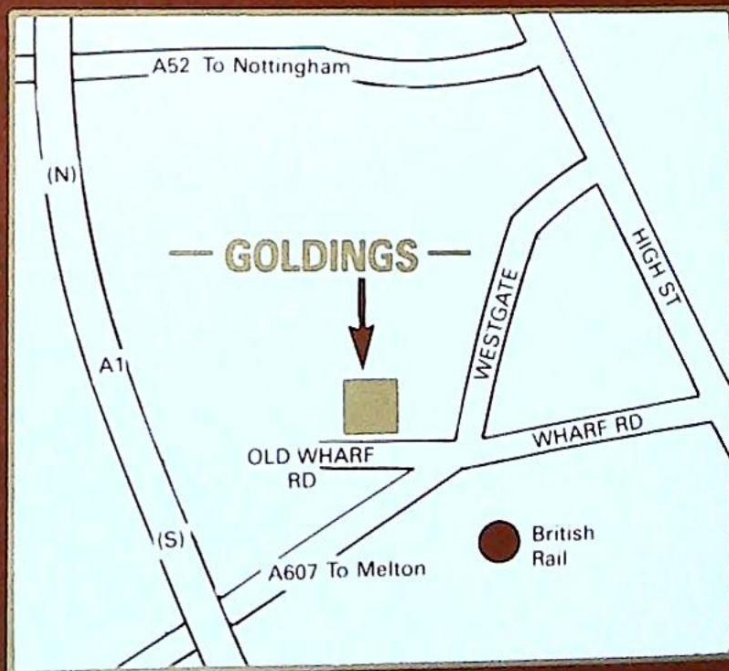 A52 To Nottingham
(N)
— GOLDINGS —
HIGH ST
WESTGATE
A1
WHARF RD
OLD WHARF
RD
(S)
British
Rail
A607 To Melton